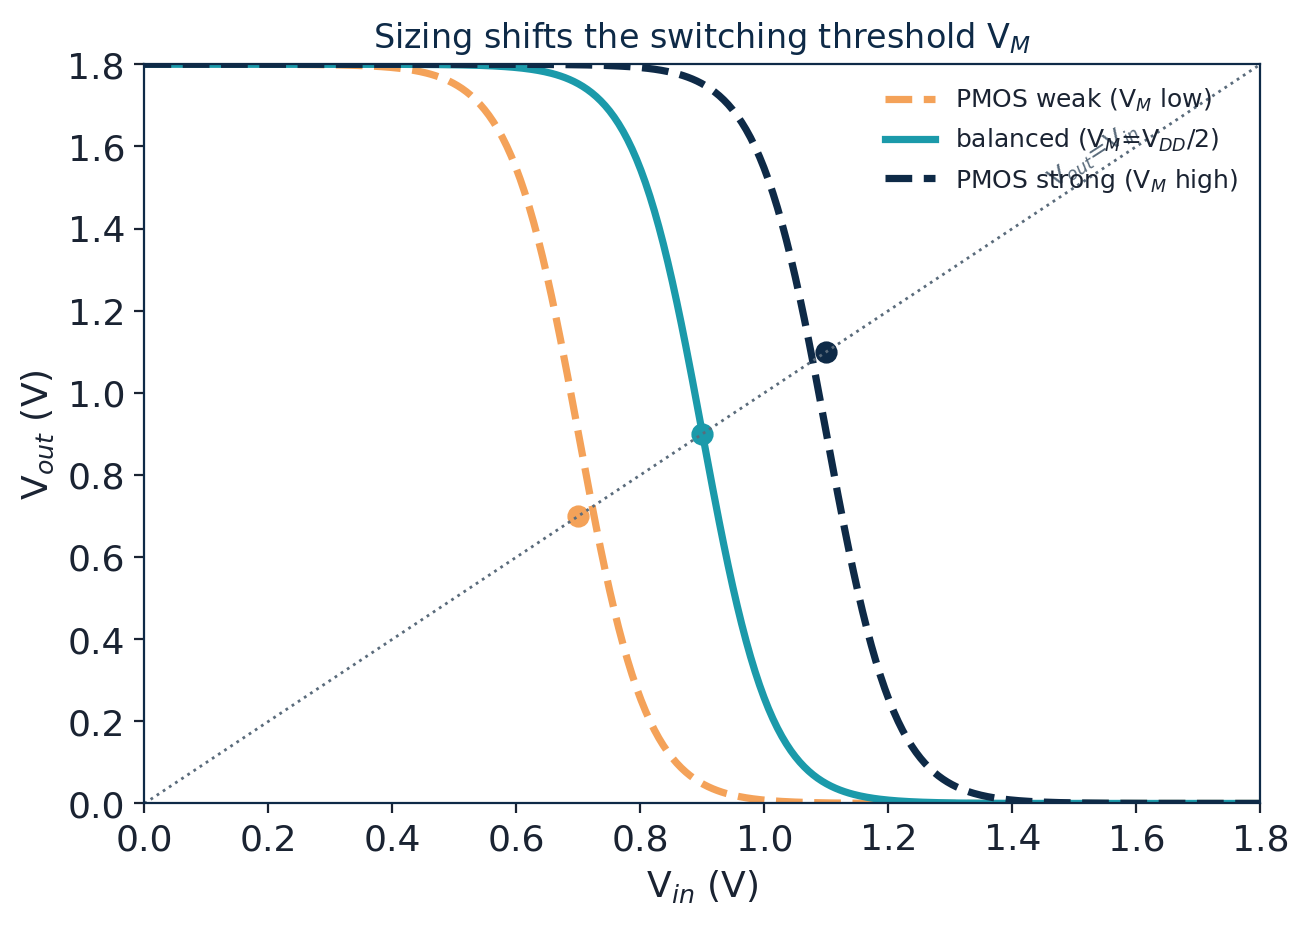 Sizing shifts the switching threshold V_M
1.8
1.6
1.4
1.2
1.0
0.8
0.6
0.4
0.2
0.0
V_out (V)
PMOS weak (V_M low)
balanced (V_M=V_DD/2)
PMOS strong (V_M high)
V_out=V_in
0.0 0.2 0.4 0.6 0.8 1.0 1.2 1.4 1.6 1.8
V_in (V)